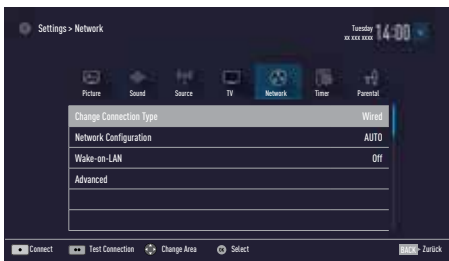 Settings > Network
Tuesday
xx xxx xxxx
14:00
Picture Sound Source TV Network Timer Parental
Change Connection Type Wired
Network Configuration AUTO
Wake-on-LAN Off
Advanced
Connect Test Connection Change Area OK Select BACK Zurück